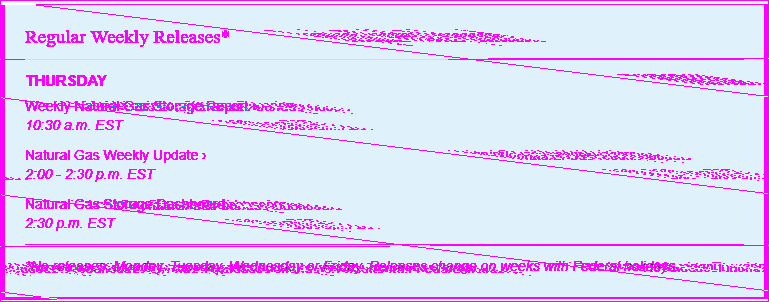 Regular Weekly Releases*
THURSDAY
Weekly Natural Gas Storage Report ›
10:30 a.m. EST
Natural Gas Weekly Update ›
2:00 - 2:30 p.m. EST
Natural Gas Storage Dashboard ›
2:30 p.m. EST
*No releases Monday, Tuesday, Wednesday or Friday. Releases change on weeks with Federal holidays.